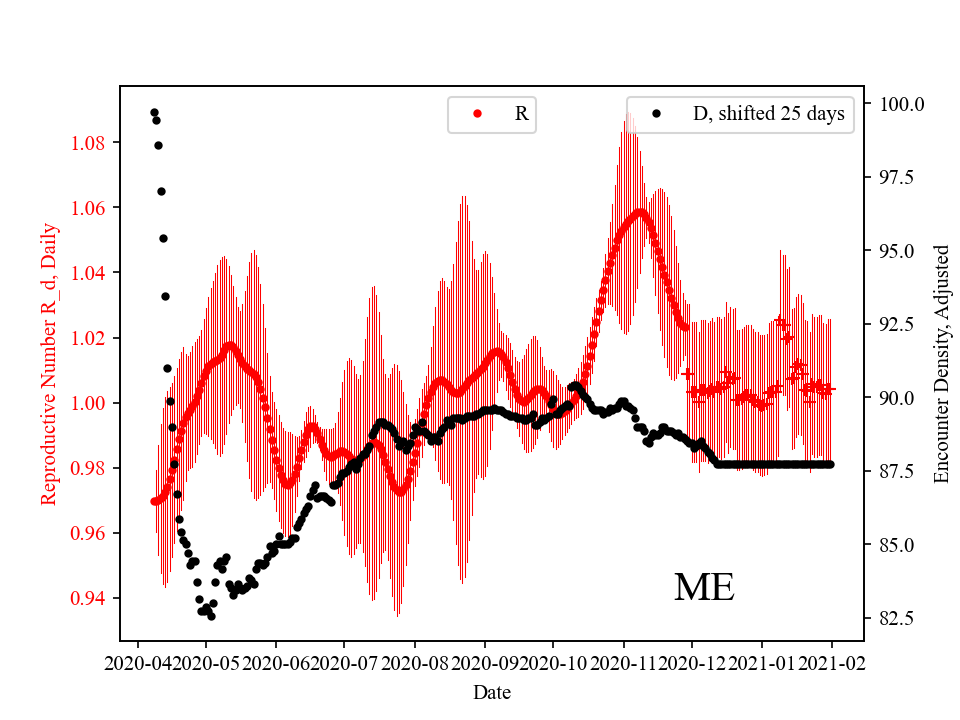 R
D, shifted 25 days
1.08
1.06
1.04
1.02
1.00
0.98
0.96
0.94
Reproductive Number R_d, Daily
100.0
97.5
95.0
92.5
90.0
87.5
85.0
82.5
Encounter Density, Adjusted
ME
2020-04 2020-05 2020-06 2020-07 2020-08 2020-09 2020-10 2020-11 2020-12 2021-01 2021-02
Date